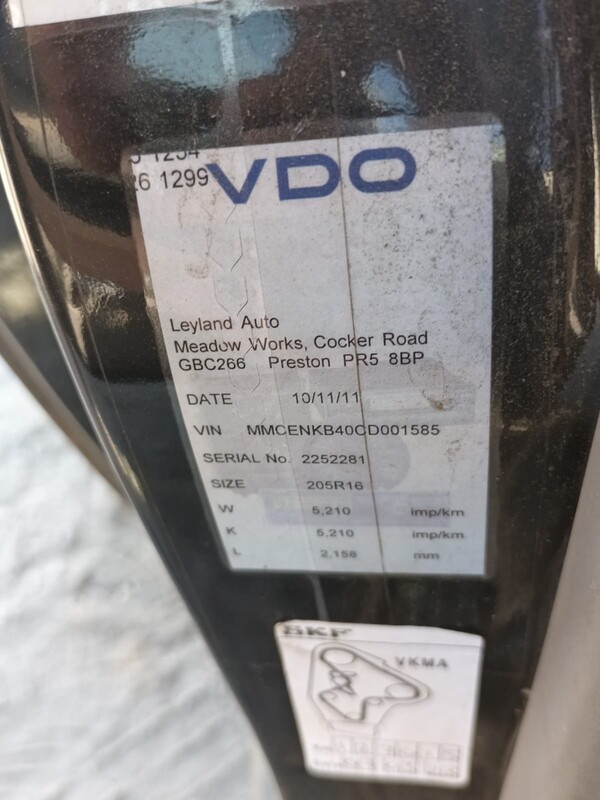 VDO
6 1299
Leyland Auto
Meadow Works, Cocker Road
GBC266 Preston PR5 8BP
DATE 10/11/11
VIN MMCENKB40CD001585
SERIAL No. 2252281
SIZE 205R16
W 5,210 imp/km
K 5,210 imp/km
L 2,158 mm
SKF
VKMA